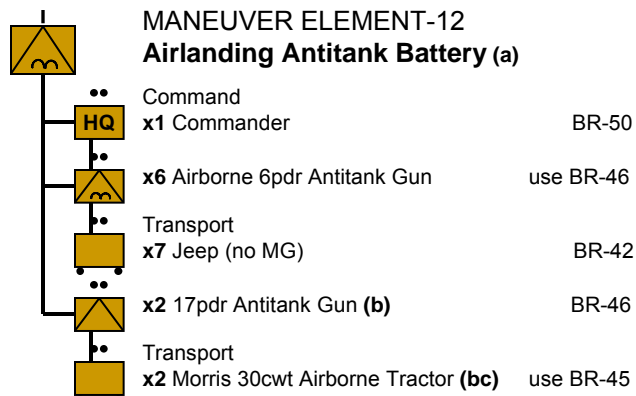 MANEUVER ELEMENT-12
Airlanding Antitank Battery (a)
Command
HQ x1 Commander BR-50
x6 Airborne 6pdr Antitank Gun use BR-46
Transport
x7 Jeep (no MG) BR-42
x2 17pdr Antitank Gun (b) BR-46
Transport
x2 Morris 30cwt Airborne Tractor (bc) use BR-45